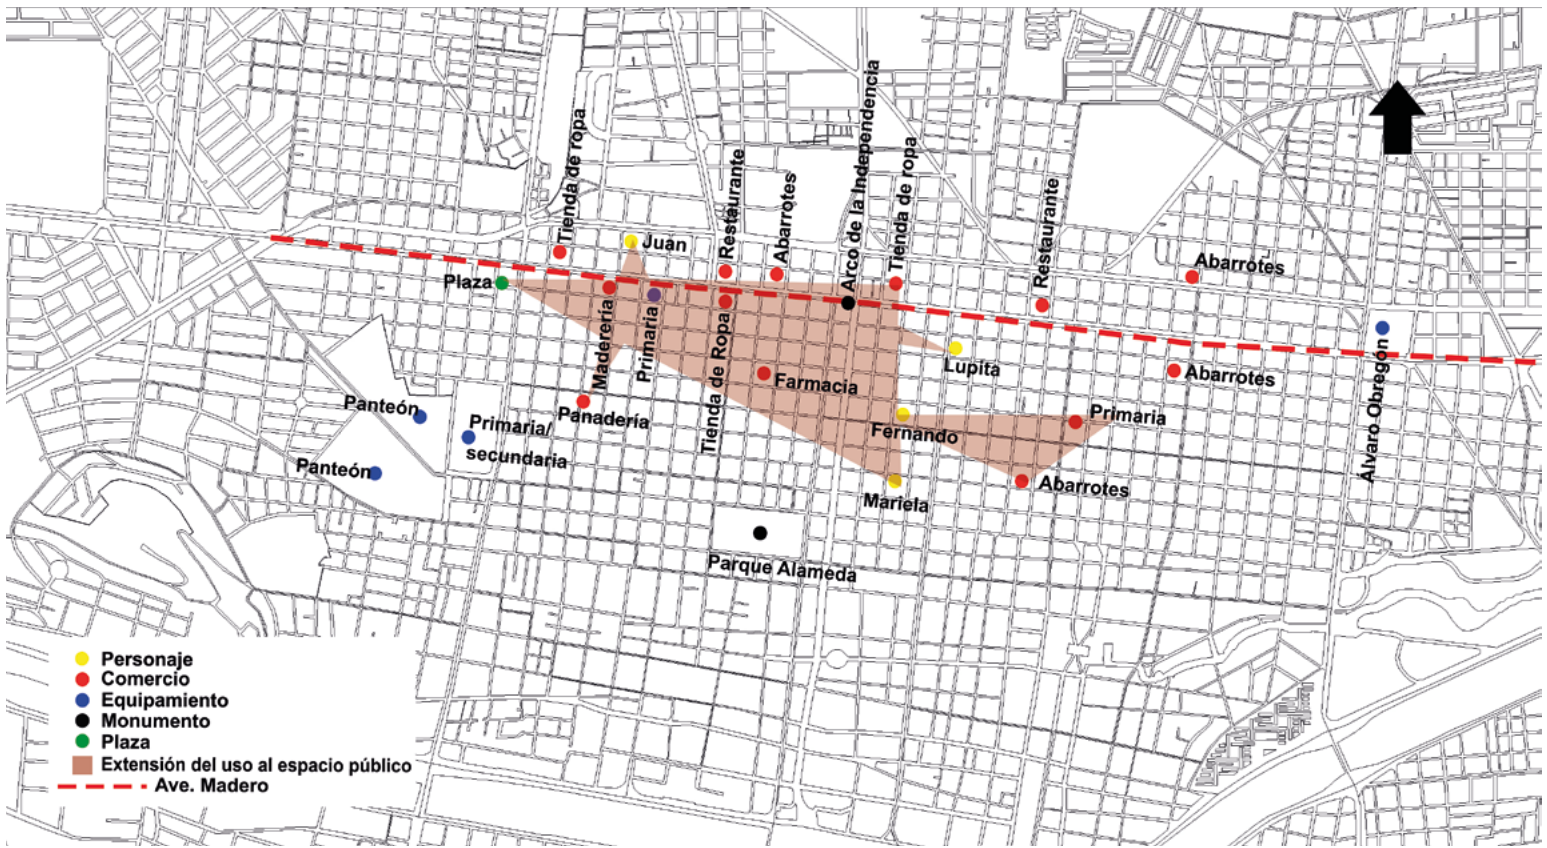 Tienda de ropa
Juan
Restaurante
Abarrotes
Arco de la Independencia
Tienda de ropa
Restaurante
Abarrotes
Plaza
Maderería
Primaria
Tienda de Ropa
Farmacia
Lupita
Abarrotes
Álvaro Obregón
Panteón
Panadería
Primaria/
secundaria
Fernando
Primaria
Panteón
Mariela
Abarrotes
Parque Alameda
Personaje
Comercio
Equipamiento
Monumento
Plaza
Extensión del uso al espacio público
Ave. Madero